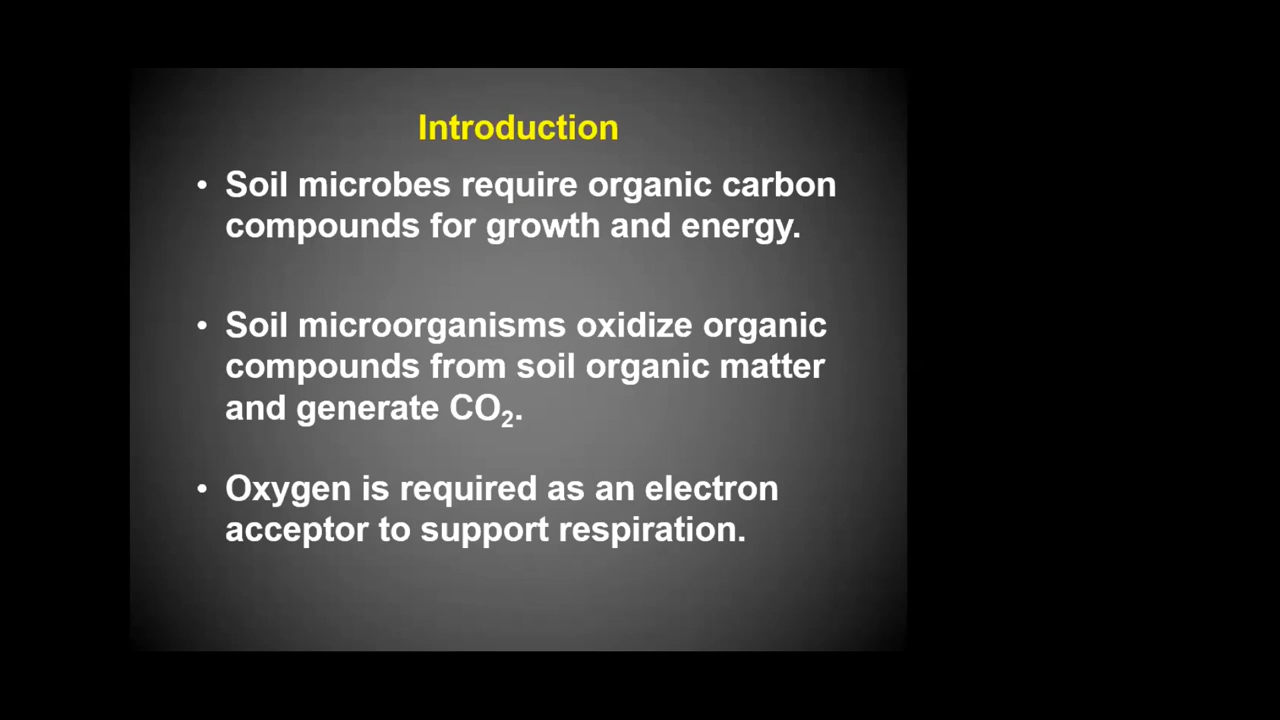 Introduction
• Soil microbes require organic carbon
compounds for growth and energy.
• Soil microorganisms oxidize organic
compounds from soil organic matter
and generate CO₂.
• Oxygen is required as an electron
acceptor to support respiration.